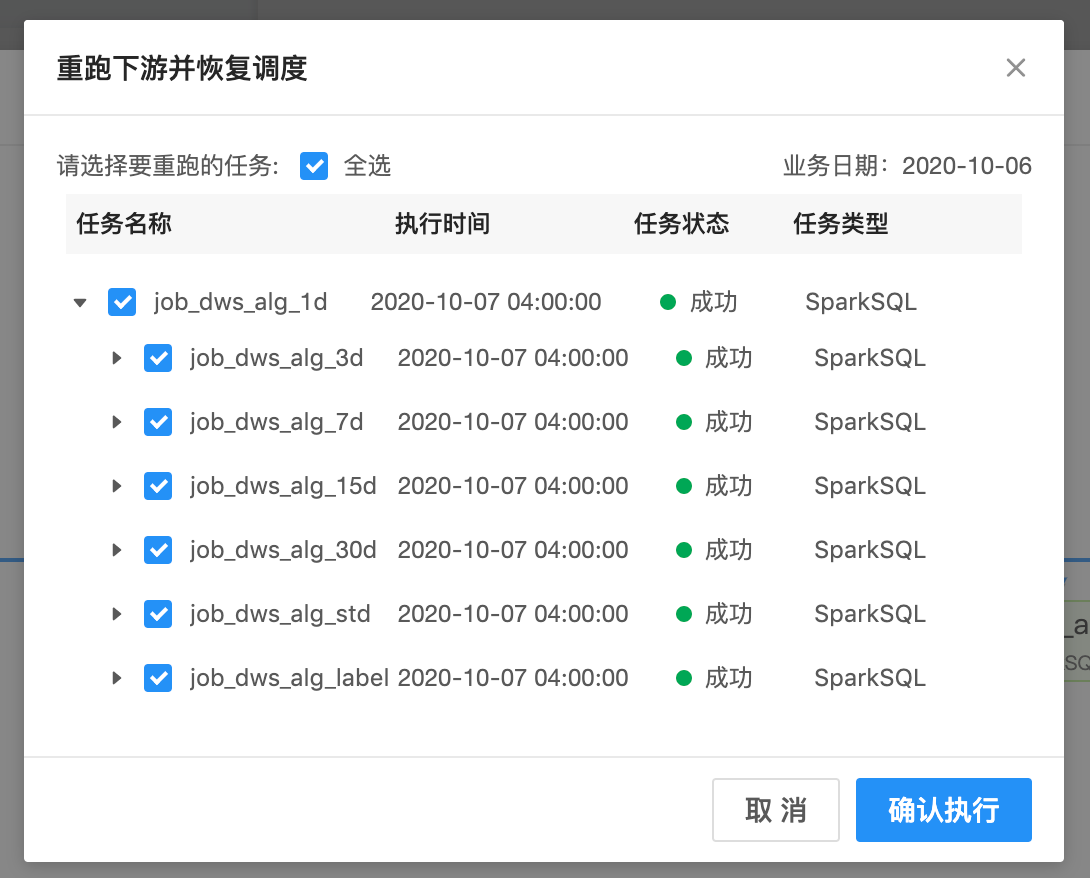 重跑下游并恢复调度
请选择要重跑的任务: 全选 业务日期：2020-10-06
任务名称 执行时间 任务状态 任务类型
job_dws_alg_1d 2020-10-07 04:00:00 成功 SparkSQL
job_dws_alg_3d 2020-10-07 04:00:00 成功 SparkSQL
job_dws_alg_7d 2020-10-07 04:00:00 成功 SparkSQL
job_dws_alg_15d 2020-10-07 04:00:00 成功 SparkSQL
job_dws_alg_30d 2020-10-07 04:00:00 成功 SparkSQL
job_dws_alg_std 2020-10-07 04:00:00 成功 SparkSQL
job_dws_alg_label 2020-10-07 04:00:00 成功 SparkSQL
取 消 确认执行